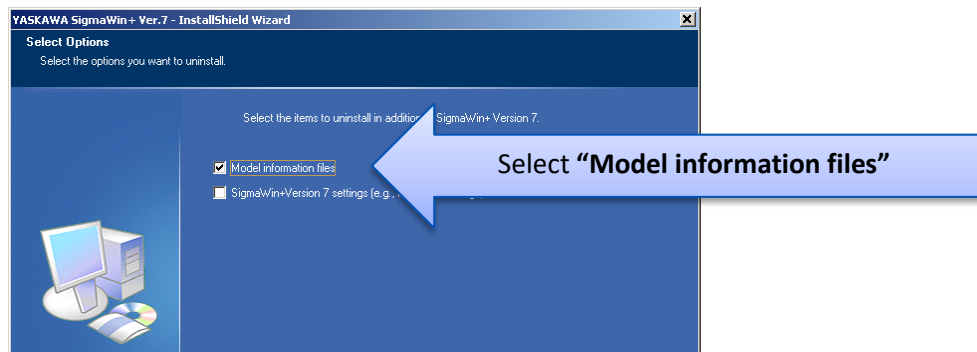 YASKAWA SigmaWin+ Ver.7 - InstallShield Wizard
Select Options
Select the options you want to uninstall.
Select the items to uninstall in addition SigmaWin+ Version 7.
Model information files
SigmaWin+Version 7 settings (e.g.,
Select “Model information files”